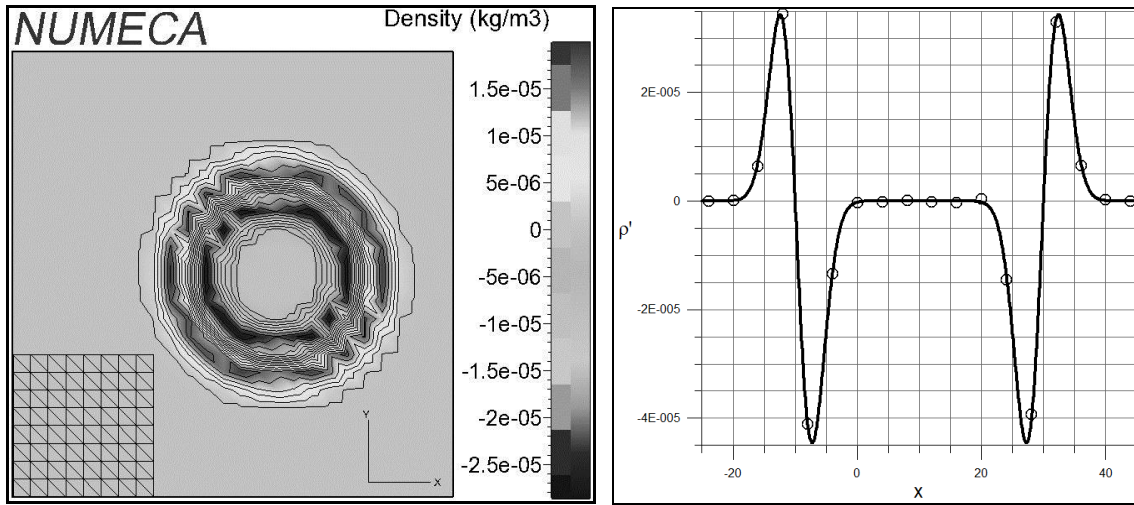 NUMECA
Density (kg/m3)
1.5e-05
1e-05
5e-06
0
-5e-06
-1e-05
-1.5e-05
-2e-05
-2.5e-05
Y
X
2E-005
0
ρ'
-2E-005
-4E-005
-20 0 20 40
X